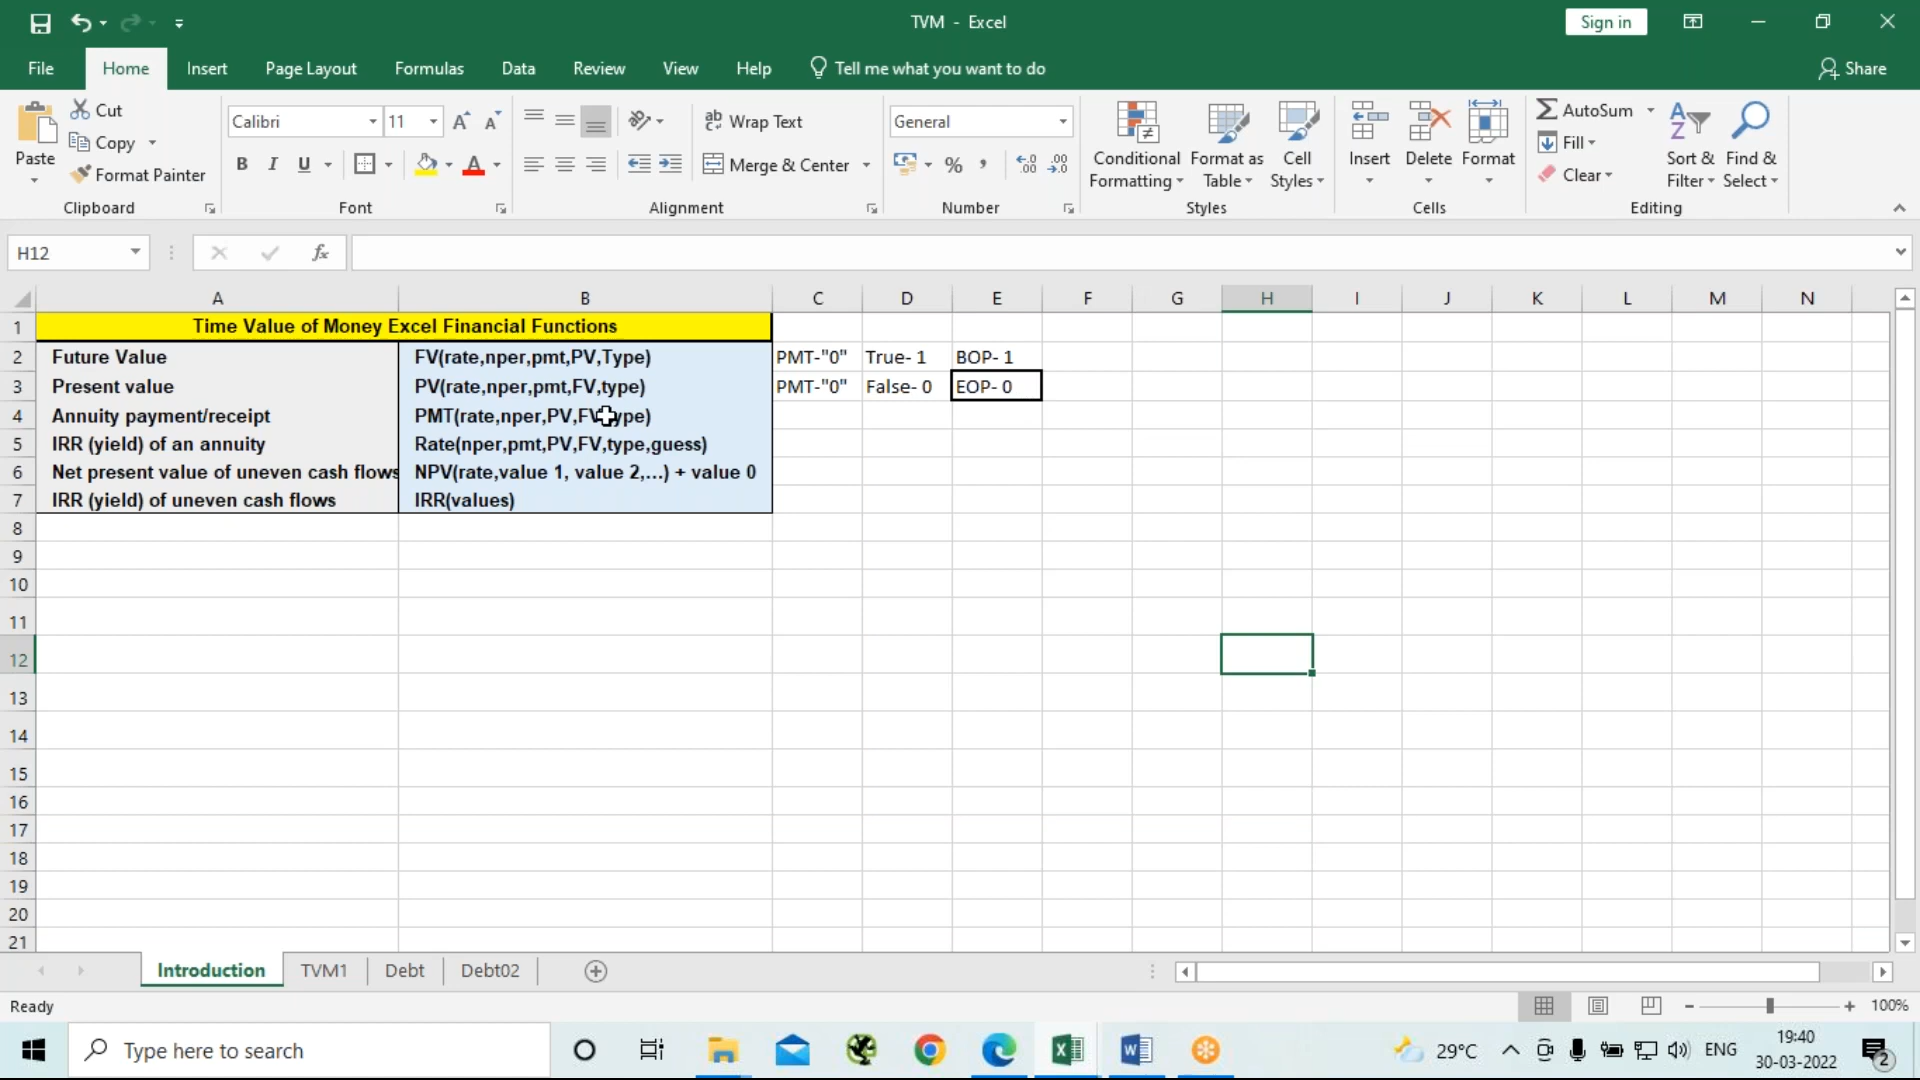 TVM - Excel
Sign in
File Home Insert Page Layout Formulas Data Review View Help Tell me what you want to do Share
Paste
Cut
Copy
Format Painter
Clipboard
Calibri 11
B I U
Font
Wrap Text
Merge & Center
Alignment
General
Number
Conditional Formatting
Format as Table
Cell Styles
Styles
Insert Delete Format
Cells
AutoSum
Fill
Clear
Sort & Filter
Find & Select
Editing
H12 fx
A B C D E F G H I J K L M N
1 Time Value of Money Excel Financial Functions
2 Future Value FV(rate,nper,pmt,PV,Type) PMT-"0" True- 1 BOP- 1
3 Present value PV(rate,nper,pmt,FV,type) PMT-"0" False- 0 EOP- 0
4 Annuity payment/receipt PMT(rate,nper,PV,FV,type)
5 IRR (yield) of an annuity Rate(nper,pmt,PV,FV,type,guess)
6 Net present value of uneven cash flows NPV(rate,value 1, value 2,...) + value 0
7 IRR (yield) of uneven cash flows IRR(values)
8
9
10
11
12
13
14
15
16
17
18
19
20
21
Introduction TVM1 Debt Debt02
Ready 100%
Type here to search 29°C ENG 19:40
30-03-2022 2